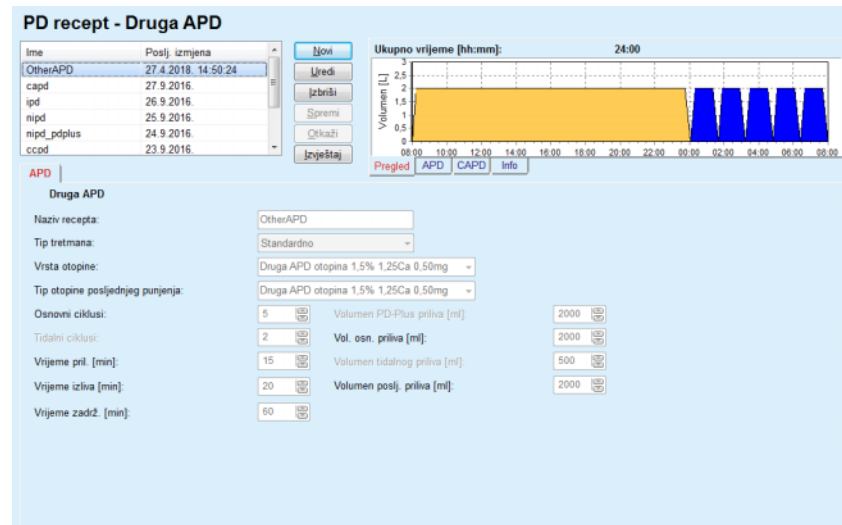 PD recept - Druga APD
Ime Poslj. izmjena
OtherAPD 27.4.2018. 14:50:24
capd 27.9.2016.
ipd 26.9.2016.
nipd 25.9.2016.
nipd_pdplus 24.9.2016.
ccpd 23.9.2016.
Novi
Uredi
Izbriši
Spremi
Otkaži
Izvještaj
Ukupno vrijeme [hh:mm]: 24:00
Volumen [L]
3
2,5
2
1,5
1
0,5
0
08:00 10:00 12:00 14:00 16:00 18:00 20:00 22:00 00:00 02:00 04:00 06:00 08:00
Pregled APD CAPD Info
APD
Druga APD
Naziv recepta: OtherAPD
Tip tretmana: Standardno
Vrsta otopine: Druga APD otopina 1,5% 1,25Ca 0,50mg
Tip otopine posljednjeg punjenja: Druga APD otopina 1,5% 1,25Ca 0,50mg
Osnovni ciklusi: 5 Volumen PD-Plus priliva [ml]: 2000
Tidalni ciklusi: 2 Vol. osn. priliva [ml]: 2000
Vrijeme pril. [min]: 15 Volumen tidalnog priliva [ml]: 500
Vrijeme izliva [min]: 20 Volumen poslj. priliva [ml]: 2000
Vrijeme zadrž. [min]: 60